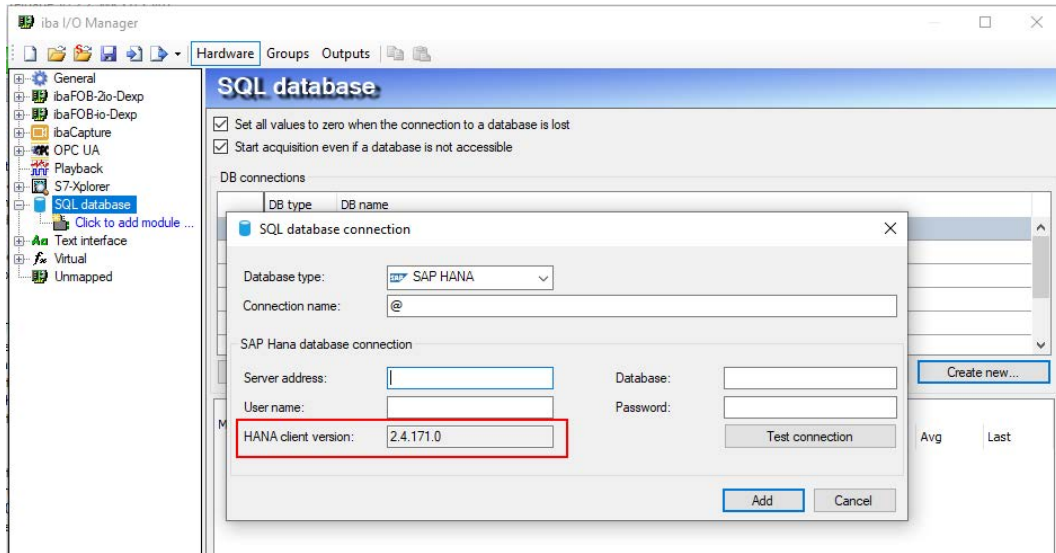 iba I/O Manager
Hardware Groups Outputs
General
ibaFOB-2io-Dexp
ibaFOB-io-Dexp
ibaCapture
OPC UA
Playback
S7-Xplorer
SQL database
Click to add module ...
Text interface
Virtual
Unmapped
SQL database
Set all values to zero when the connection to a database is lost
Start acquisition even if a database is not accessible
DB connections
DB type DB name
SQL database connection
Database type: SAP HANA
Connection name: @
SAP Hana database connection
Server address: Database:
User name: Password:
HANA client version: 2.4.171.0 Test connection
Add Cancel
Create new...
Avg Last